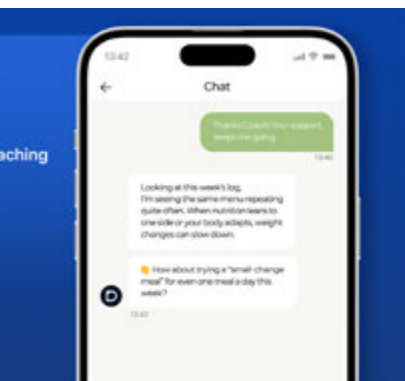 13:42
Chat
aching
Thanks Coach! Your support
keeps me going.
13:40
Looking at this week's log,
I'm seeing the same menu repeating
quite often. When nutrition leans to
one side or your body adapts, weight
changes can slow down.
👏 How about trying a "small change
meal" for even one meal a day this
week?
13:40